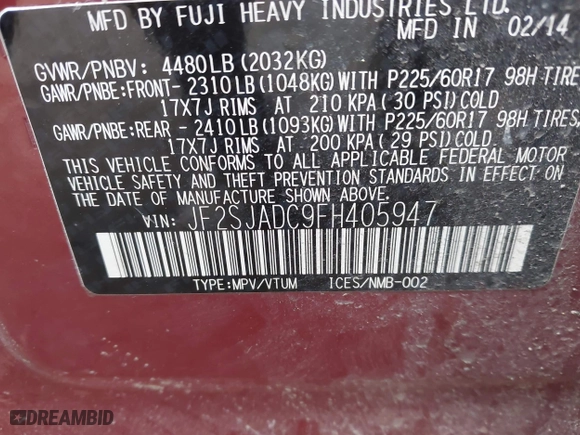 MFD BY FUJI HEAVY INDUSTRIES LTD.
MFD IN 02/14
GVWR/PNBV: 4480LB(2032KG)
GAWR/PNBE:FRONT- 2310LB(1048KG)WITH P225/60R17 98H TIRES
17X7J RIMS AT 210 KPA(30 PSI)COLD
GAWR/PNBE:REAR - 2410LB(1093KG)WITH P225/60R17 98H TIRES,
17X7J RIMS AT 200 KPA(29 PSI)COLD
THIS VEHICLE CONFORMS TO ALL APPLICABLE FEDERAL MOTOR
VEHICLE SAFETY AND THEFT PREVENTION STANDARDS IN EFFECT ON
THE DATE OF MANUFACTURE SHOWN ABOVE.
VIN: JF2SJADC9FH405947
TYPE:MPV/VTUM ICES/NMB-002
DREAMBID